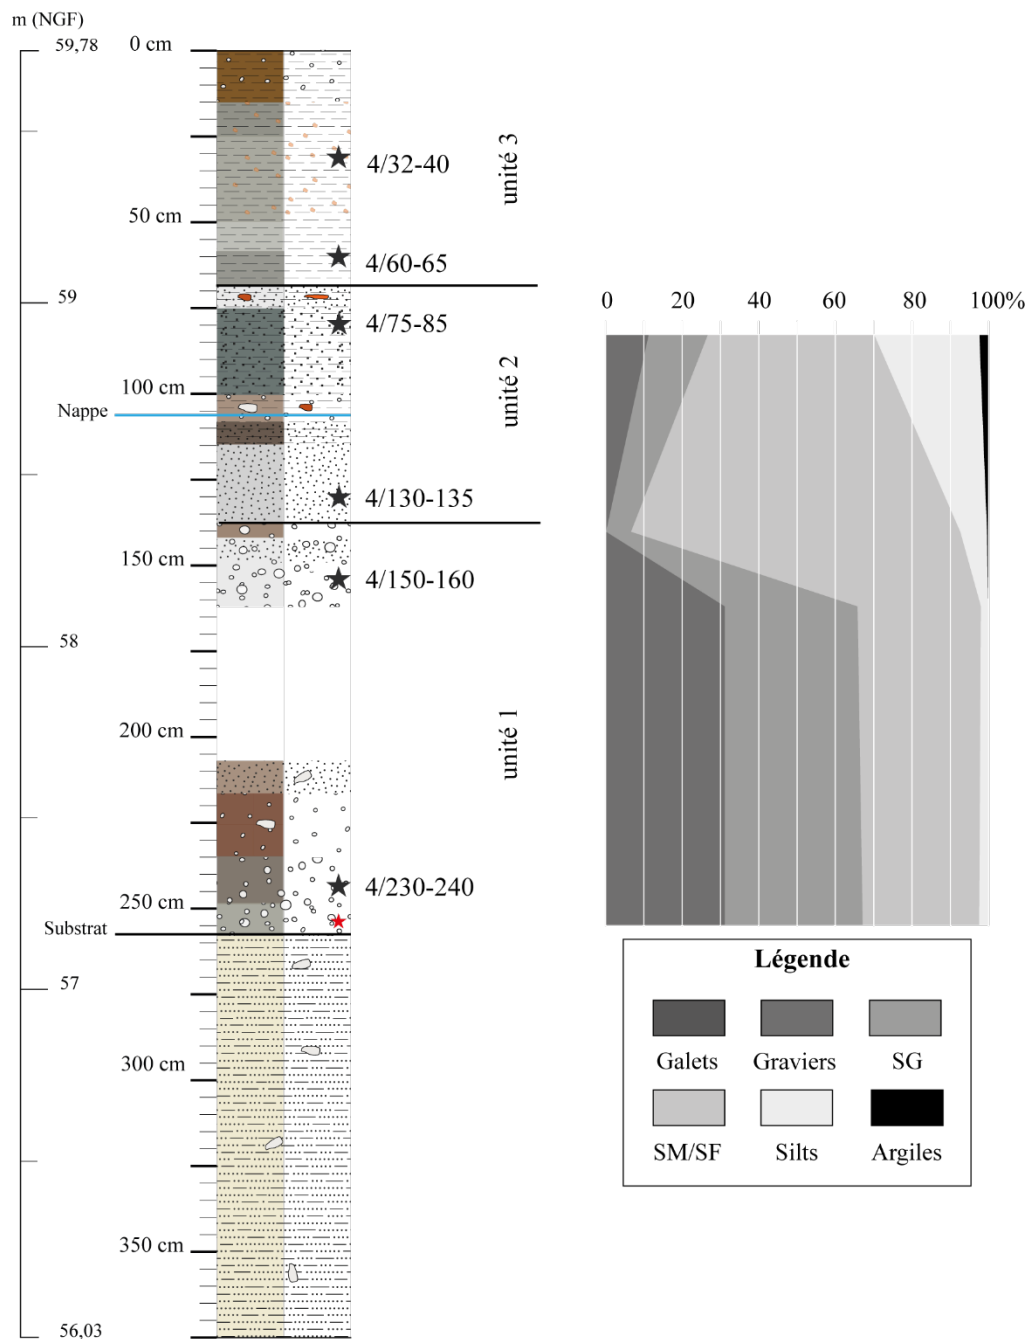 m (NGF)
59,78
0 cm
unité 3
4/32-40
50 cm
4/60-65
59
0 20 40 60 80 100%
4/75-85
unité 2
100 cm
Nappe
4/130-135
150 cm
4/150-160
58
unité 1
200 cm
4/230-240
250 cm
Substrat
Légende
57
Galets Graviers SG
300 cm
SM/SF Silts Argiles
350 cm
56,03